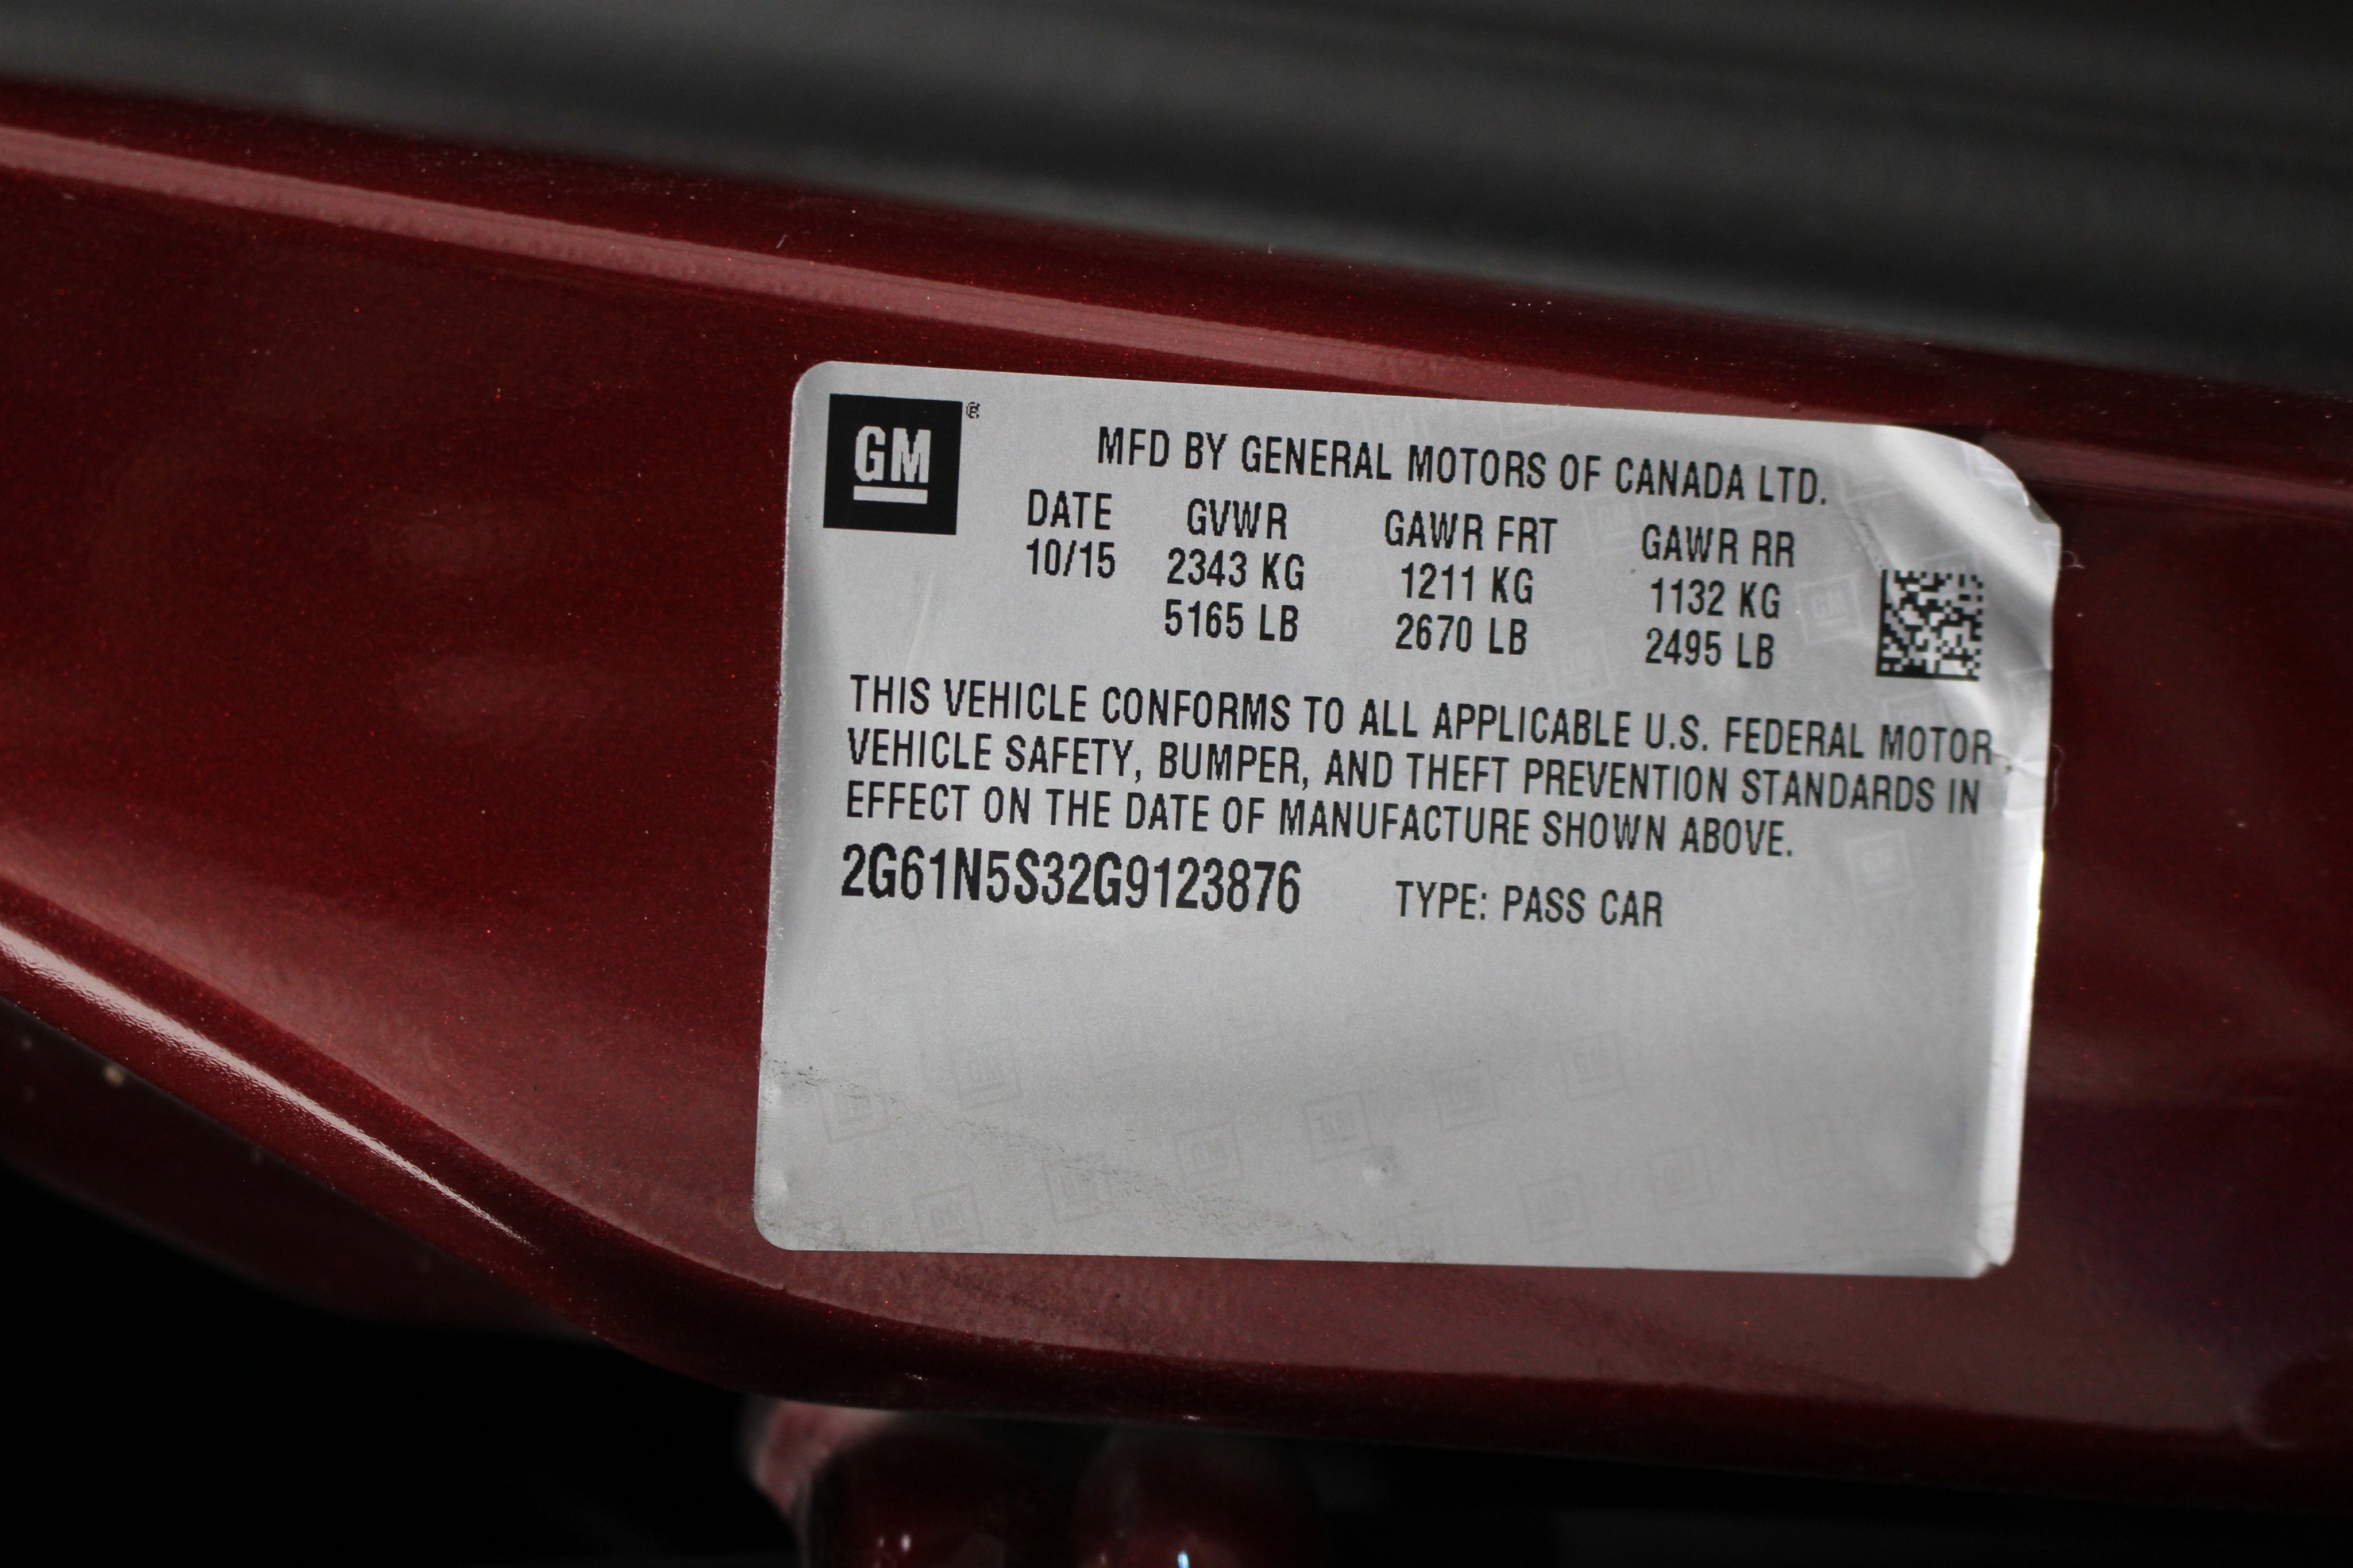 GM ®
MFD BY GENERAL MOTORS OF CANADA LTD.
DATE GVWR GAWR FRT GAWR RR
10/15 2343 KG 1211 KG 1132 KG
5165 LB 2670 LB 2495 LB
THIS VEHICLE CONFORMS TO ALL APPLICABLE U.S. FEDERAL MOTOR
VEHICLE SAFETY, BUMPER, AND THEFT PREVENTION STANDARDS IN
EFFECT ON THE DATE OF MANUFACTURE SHOWN ABOVE.
2G61N5S32G9123876 TYPE: PASS CAR